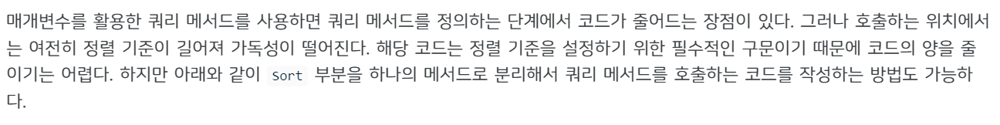 매개변수를 활용한 쿼리 메서드를 사용하면 쿼리 메서드를 정의하는 단계에서 코드가 줄어드는 장점이 있다. 그러나 호출하는 위치에서
는 여전히 정렬 기준이 길어져 가독성이 떨어진다. 해당 코드는 정렬 기준을 설정하기 위한 필수적인 구문이기 때문에 코드의 양을 줄
이기는 어렵다. 하지만 아래와 같이 Sort 부분을 하나의 메서드로 분리해서 쿼리 메서드를 호출하는 코드를 작성하는 방법도 가능하
다.